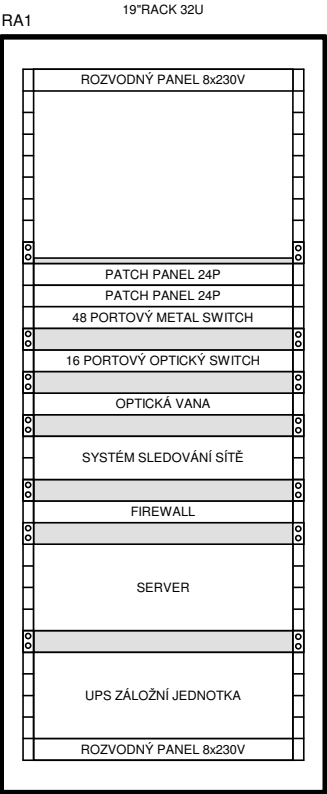 19"RACK 32U
RA1
ROZVODNÝ PANEL 8x230V
PATCH PANEL 24P
PATCH PANEL 24P
48 PORTOVÝ METAL SWITCH
16 PORTOVÝ OPTICKÝ SWITCH
OPTICKÁ VANA
SYSTÉM SLEDOVÁNÍ SÍTĚ
FIREWALL
SERVER
UPS ZÁLOŽNÍ JEDNOTKA
ROZVODNÝ PANEL 8x230V